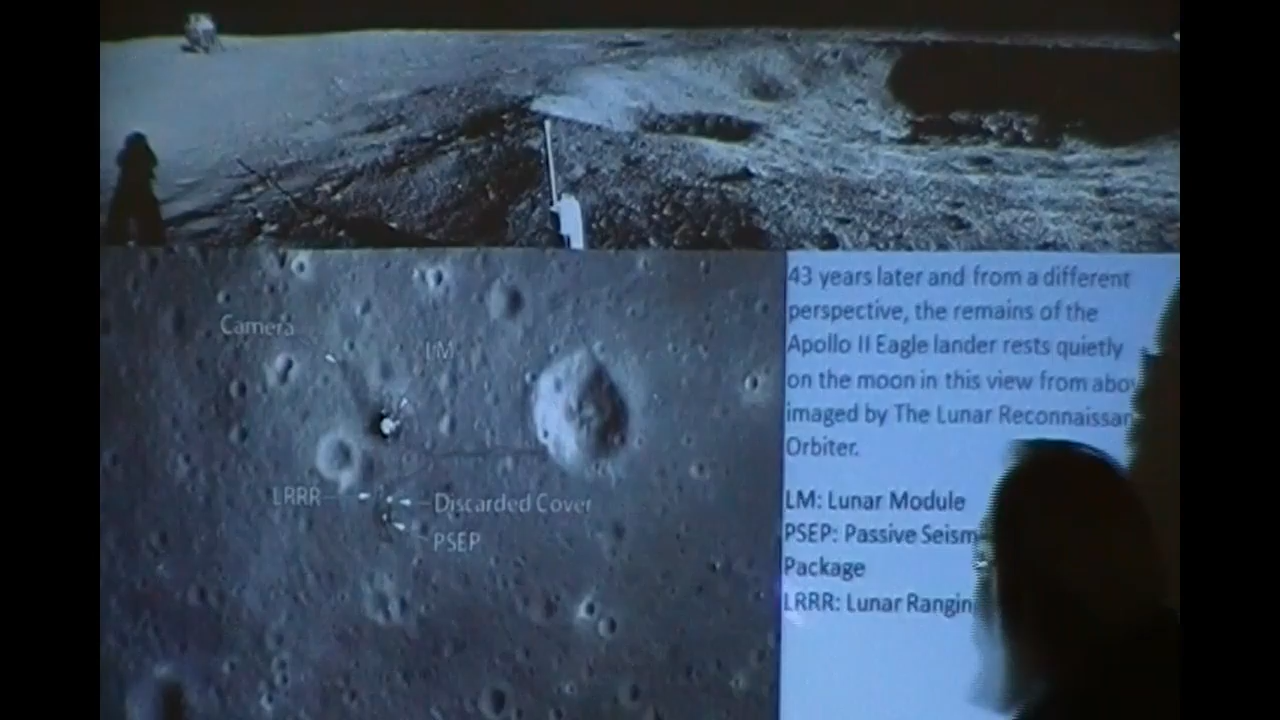 43 years later and from a different
perspective, the remains of the
Apollo II Eagle lander rests quietly
on the moon in this view from
imaged by The Lunar
Orbiter.
LM: Lunar Module
PSEP: Passive
Package
LRRR: Lunar
Camera
LM
LRRR
Discarded Cover
PSEP